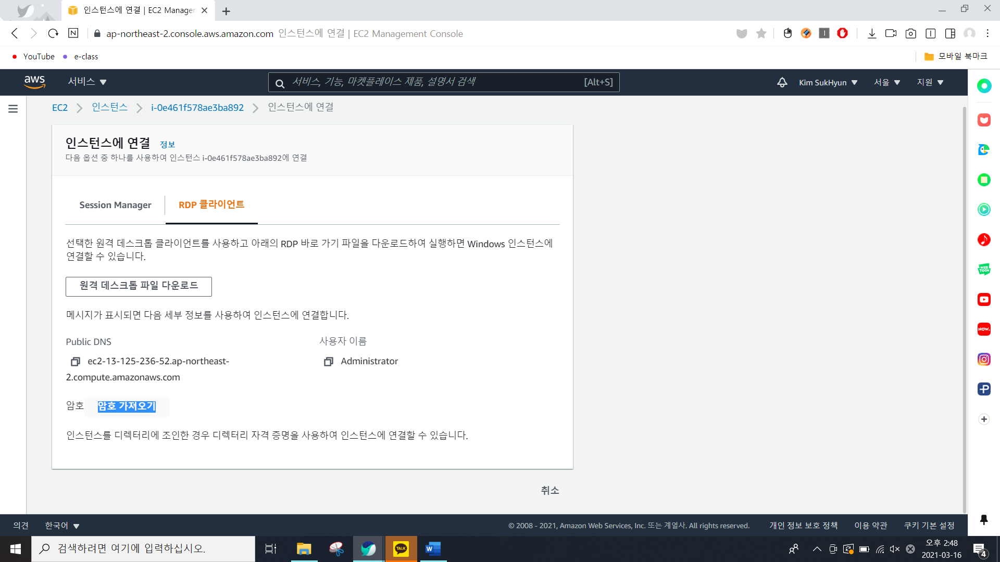 인스턴스에 연결 | EC2 Manager
N
ap-northeast-2.console.aws.amazon.com 인스턴스에 연결 | EC2 Management Console
YouTube e-class 모바일 북마크
aws 서비스 서비스, 기능, 마켓플레이스 제품, 설명서 검색 [Alt+S] Kim SukHyun 서울 지원
EC2 인스턴스 i-0e461f578ae3ba892 인스턴스에 연결
인스턴스에 연결 정보
다음 옵션 중 하나를 사용하여 인스턴스 i-0e461f578ae3ba892에 연결
Session Manager RDP 클라이언트
선택한 원격 데스크톱 클라이언트를 사용하고 아래의 RDP 바로 가기 파일을 다운로드하여 실행하면 Windows 인스턴스에
연결할 수 있습니다.
원격 데스크톱 파일 다운로드
메시지가 표시되면 다음 세부 정보를 사용하여 인스턴스에 연결합니다.
Public DNS 사용자 이름
ec2-13-125-236-52.ap-northeast- Administrator
2.compute.amazonaws.com
암호 암호 가져오기
인스턴스를 디렉터리에 조인한 경우 디렉터리 자격 증명을 사용하여 인스턴스에 연결할 수 있습니다.
취소
WEB
TOON
NOW.
의견 한국어 © 2008 - 2021, Amazon Web Services, Inc. 또는 계열사. All rights reserved. 개인 정보 보호 정책 이용 약관 쿠키 기본 설정
검색하려면 여기에 입력하십시오. TALK W 오후 2:48
2021-03-16 4